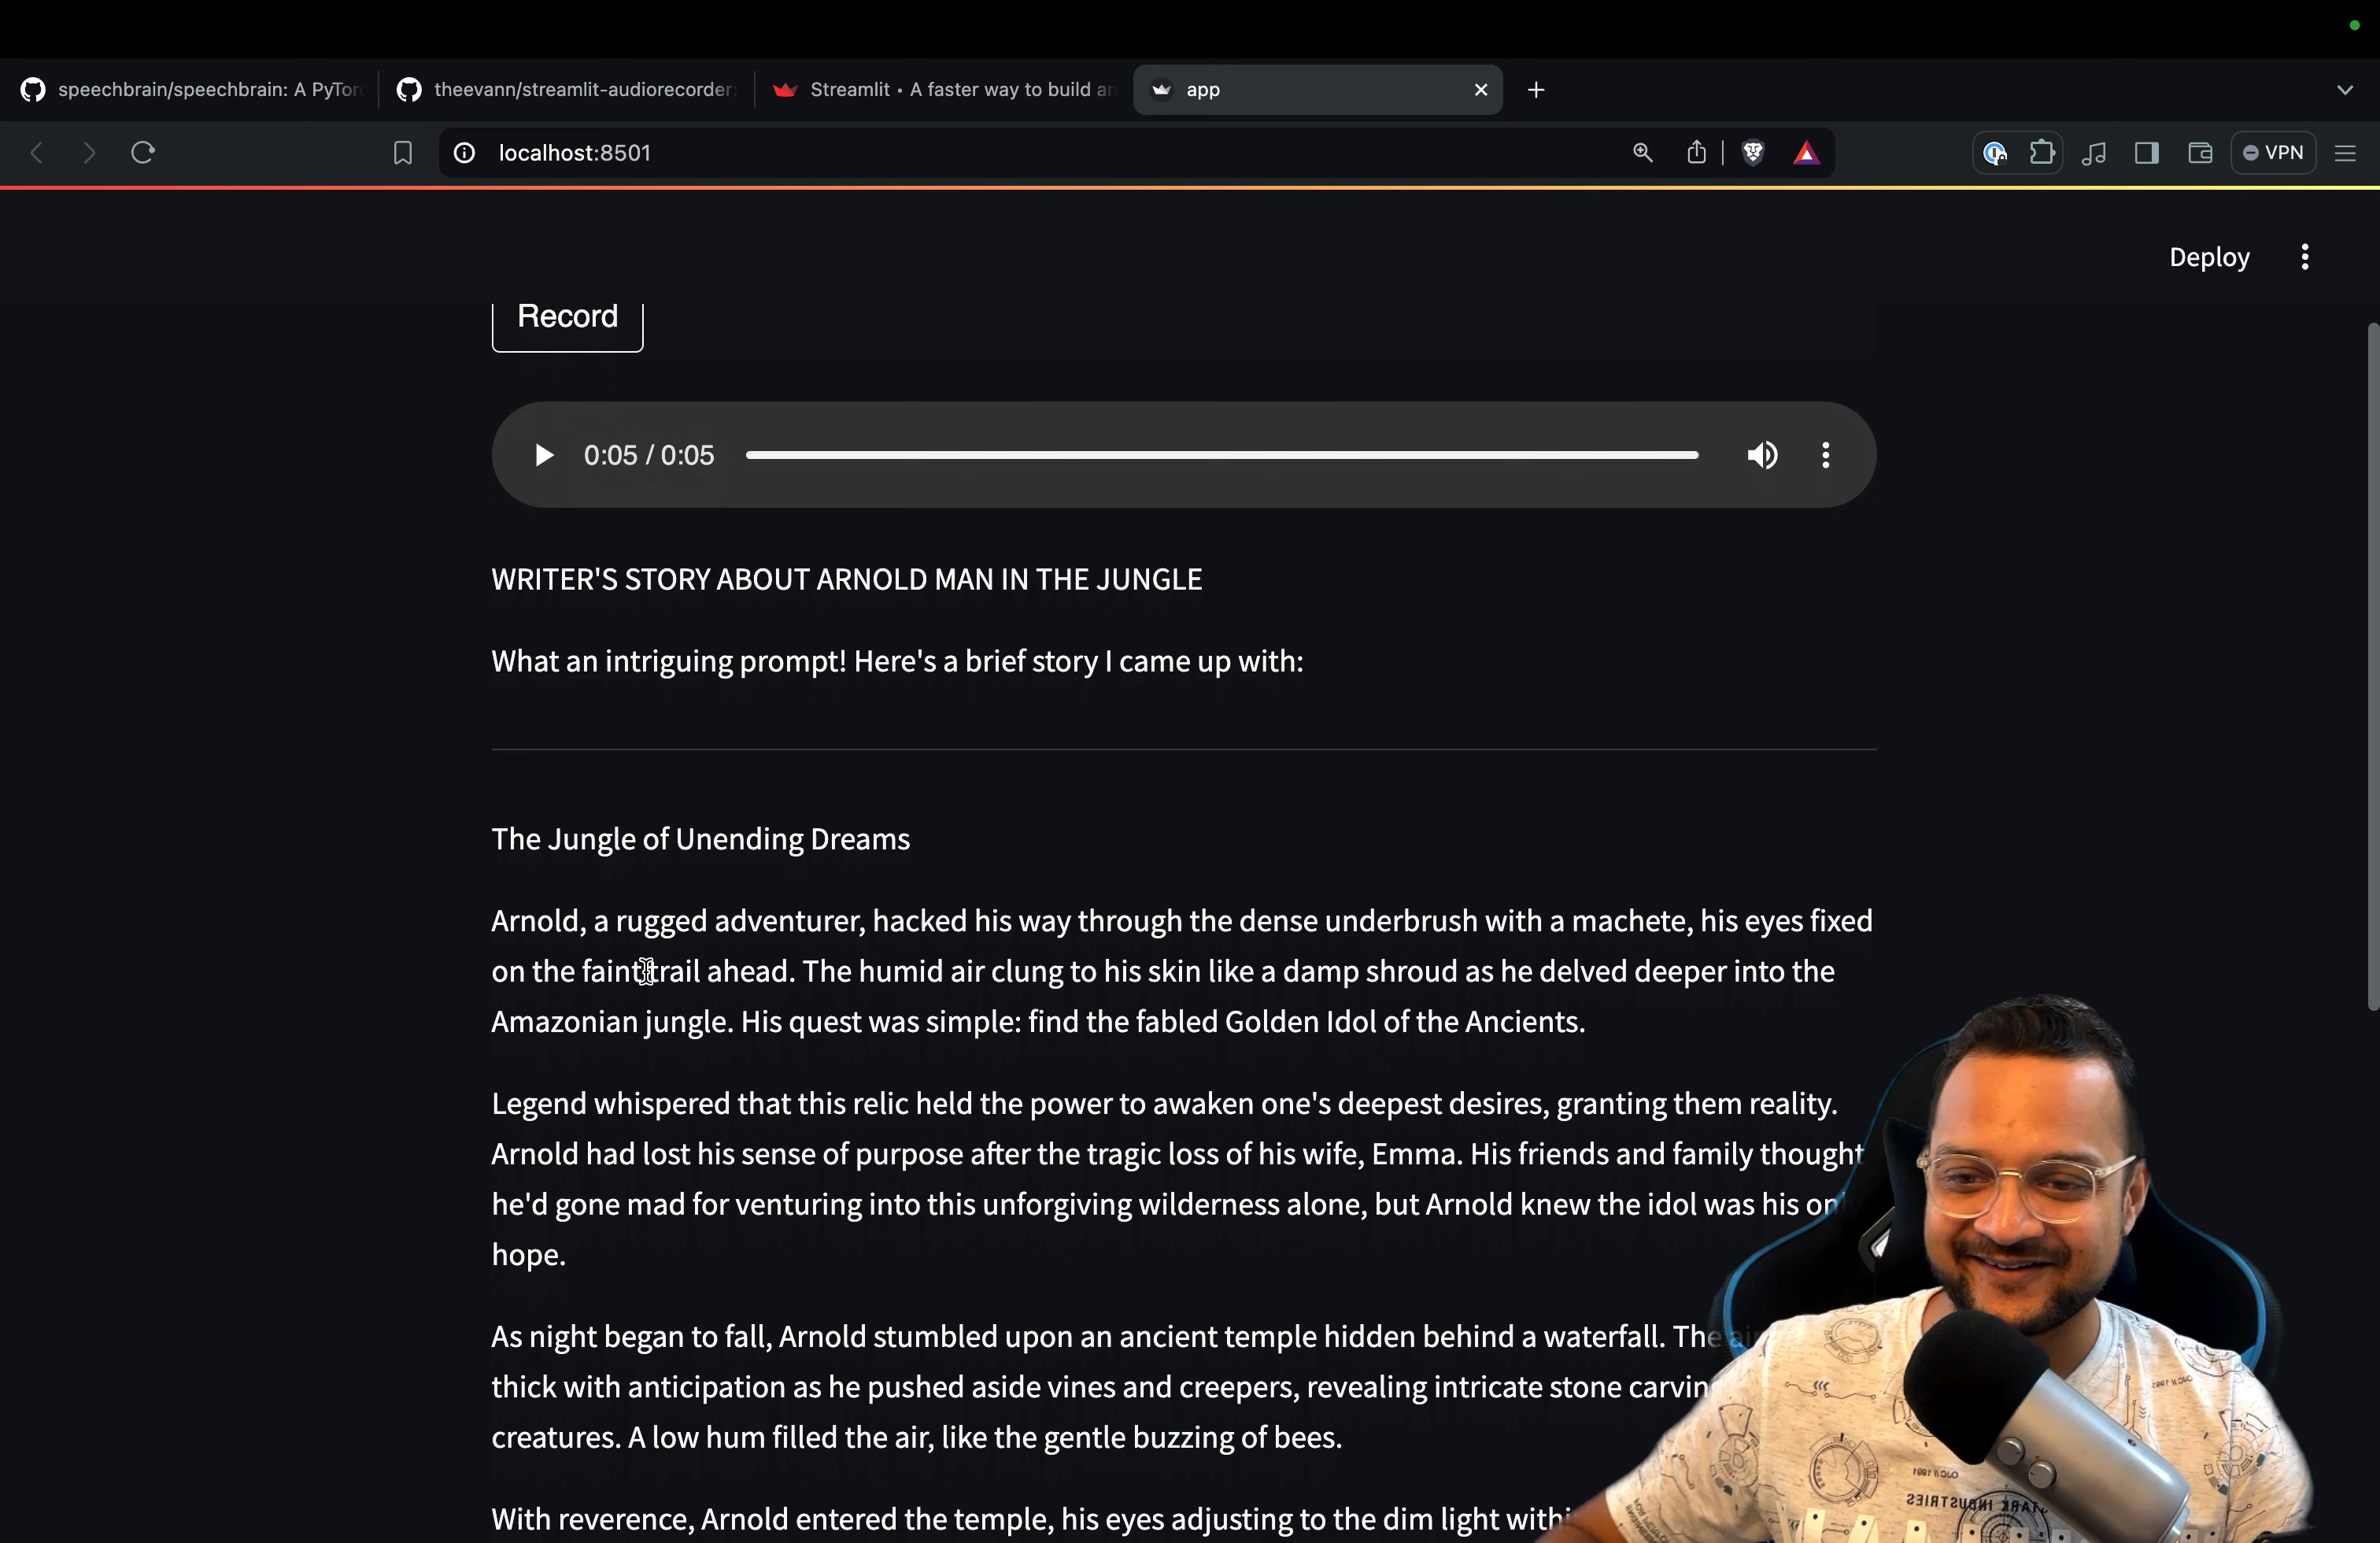 speechbrain/speechbrain: A PyTor
theevann/streamlit-audiorecorder:
Streamlit • A faster way to build an
app
localhost:8501
VPN
Deploy
Record
0:05 / 0:05
WRITER'S STORY ABOUT ARNOLD MAN IN THE JUNGLE
What an intriguing prompt! Here's a brief story I came up with:
The Jungle of Unending Dreams
Arnold, a rugged adventurer, hacked his way through the dense underbrush with a machete, his eyes fixed
on the faint trail ahead. The humid air clung to his skin like a damp shroud as he delved deeper into the
Amazonian jungle. His quest was simple: find the fabled Golden Idol of the Ancients.
Legend whispered that this relic held the power to awaken one's deepest desires, granting them reality.
Arnold had lost his sense of purpose after the tragic loss of his wife, Emma. His friends and family thought
he'd gone mad for venturing into this unforgiving wilderness alone, but Arnold knew the idol was his
hope.
As night began to fall, Arnold stumbled upon an ancient temple hidden behind a waterfall. The
thick with anticipation as he pushed aside vines and creepers, revealing intricate stone
creatures. A low hum filled the air, like the gentle buzzing of bees.
With reverence, Arnold entered the temple, his eyes adjusting to the dim light
STARK INDUSTRIES